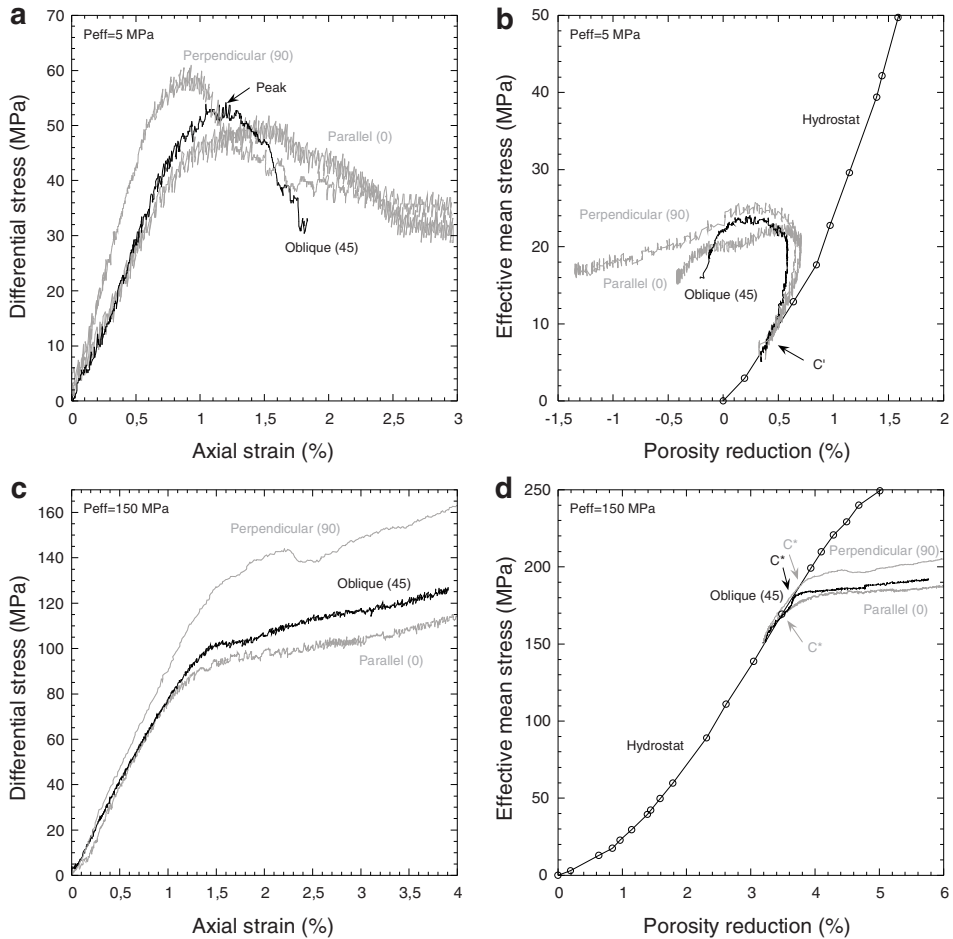 a
Peff=5 MPa
Perpendicular (90)
Peak
Parallel (0)
Oblique (45)
Differential stress (MPa)
70
60
50
40
30
20
10
0
0
0,5
1
1,5
2
2,5
3
Axial strain (%)
b
Peff=5 MPa
Hydrostat
Perpendicular (90)
Parallel (0)
Oblique (45)
C'
Effective mean stress (MPa)
50
40
30
20
10
0
-1,5
-1
-0,5
0
0,5
1
1,5
2
Porosity reduction (%)
c
Peff=150 MPa
Perpendicular (90)
Oblique (45)
Parallel (0)
Differential stress (MPa)
160
140
120
100
80
60
40
20
0
0
0,5
1
1,5
2
2,5
3
3,5
4
Axial strain (%)
d
Peff=150 MPa
C*
C*
Perpendicular (90)
Oblique (45)
Parallel (0)
C*
Hydrostat
Effective mean stress (MPa)
250
200
150
100
50
0
0
1
2
3
4
5
6
Porosity reduction (%)